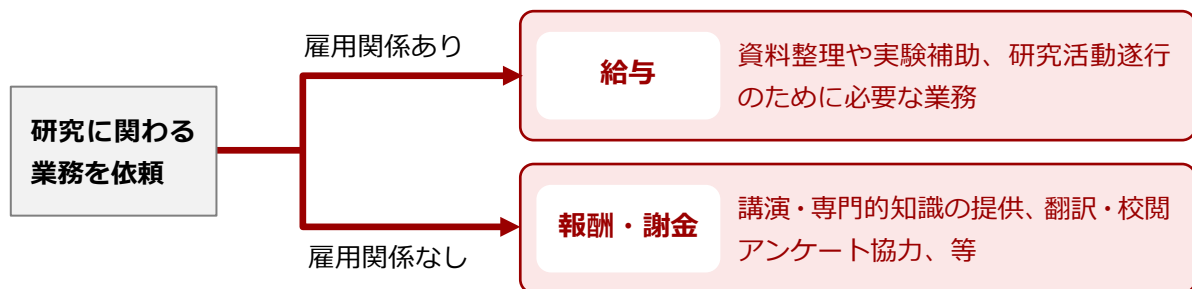 研究に関わる
業務を依頼
雇用関係あり
給与
資料整理や実験補助、研究活動遂行
のために必要な業務
雇用関係なし
報酬・謝金
講演・専門的知識の提供、翻訳・校閲
アンケート協力、等